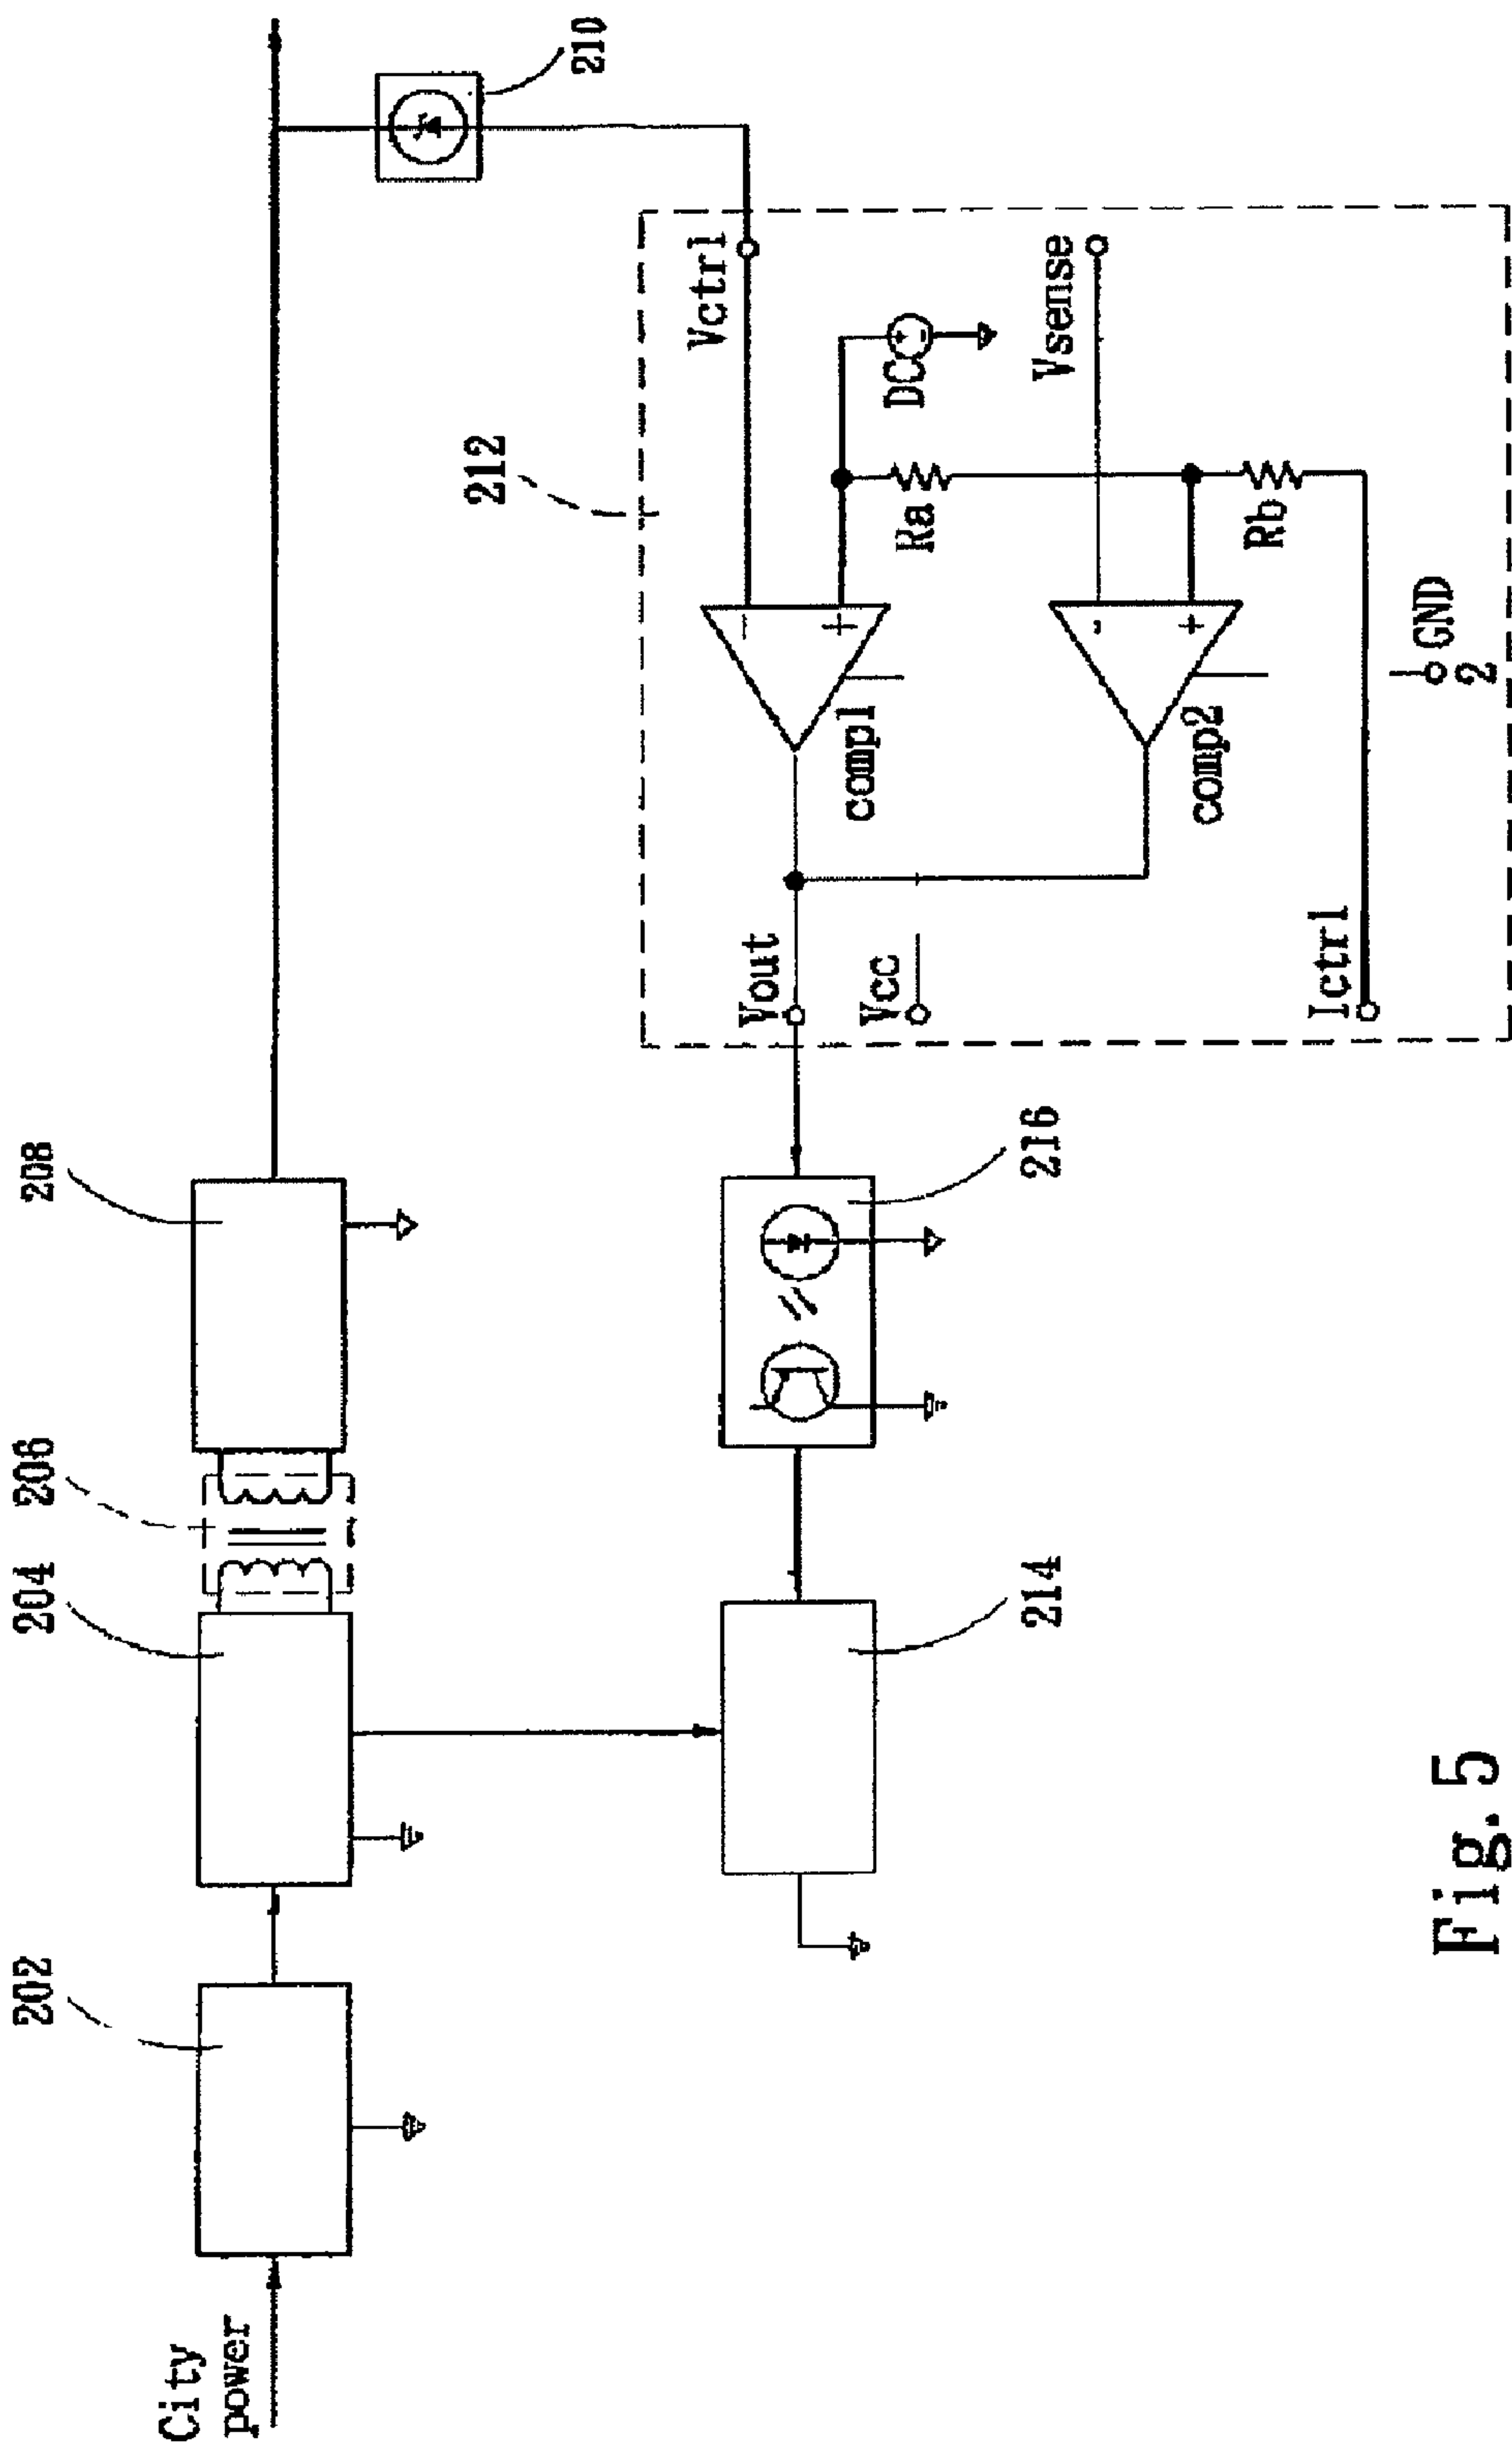 City
power
202
204
206
208
210
212
Vctrl
DC
Vsense
Ra
Rb
comp1
comp2
GND
2
Vout
Vcc
Ictrl
216
214
Fig. 5